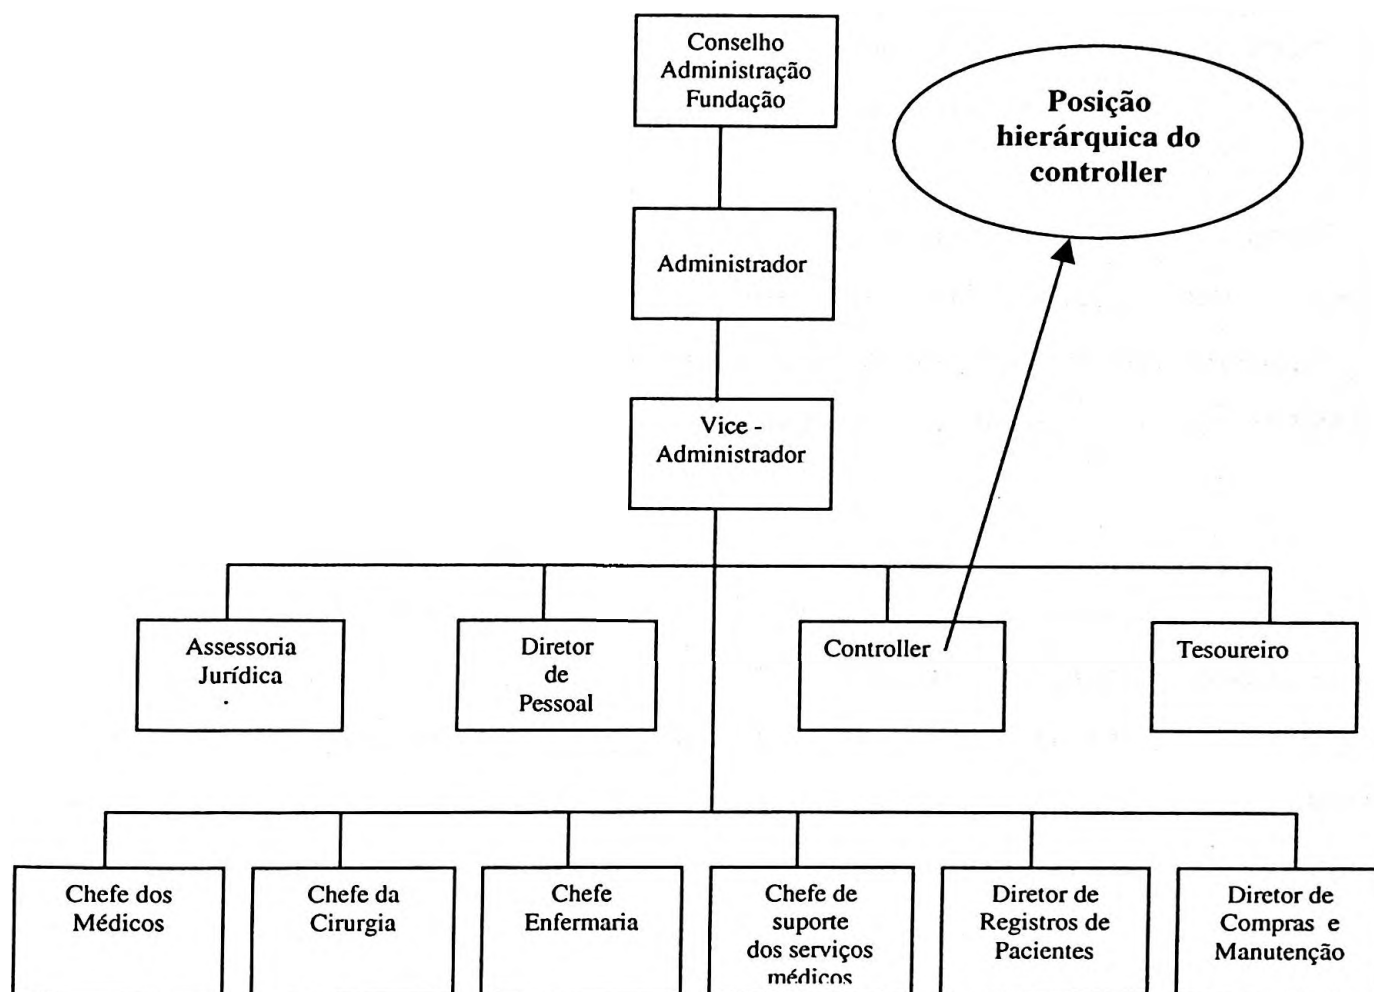 Conselho
Administração
Fundação
Posição
hierárquica do
controller
Administrador
Vice -
Administrador
Assessoria
Jurídica
Diretor
de
Pessoal
Controller
Tesoureiro
Chefe dos
Médicos
Chefe da
Cirurgia
Chefe
Enfermaria
Chefe de
suporte
dos serviços
médicos
Diretor de
Registros de
Pacientes
Diretor de
Compras e
Manutenção